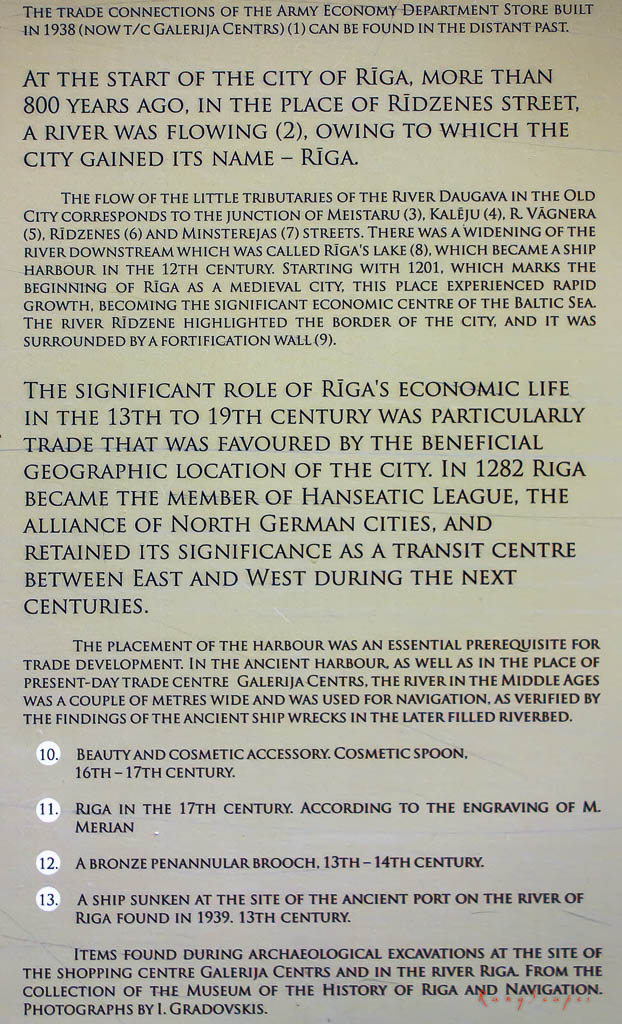 THE TRADE CONNECTIONS OF THE ARMY ECONOMY DEPARTMENT STORE BUILT
IN 1938 (NOW T/C GALERIJA CENTRS) (1) CAN BE FOUND IN THE DISTANT PAST.
AT THE START OF THE CITY OF RĪGA, MORE THAN
800 YEARS AGO, IN THE PLACE OF RĪDZENES STREET,
A RIVER WAS FLOWING (2), OWING TO WHICH THE
CITY GAINED ITS NAME – RĪGA.
THE FLOW OF THE LITTLE TRIBUTARIES OF THE RIVER DAUGAVA IN THE OLD
CITY CORRESPONDS TO THE JUNCTION OF MEISTARU (3), KALĒJU (4), R. VĀGNERA
(5), RĪDZENES (6) AND MINSTEREJAS (7) STREETS. THERE WAS A WIDENING OF THE
RIVER DOWNSTREAM WHICH WAS CALLED RĪGA'S LAKE (8), WHICH BECAME A SHIP
HARBOUR IN THE 12TH CENTURY. STARTING WITH 1201, WHICH MARKS THE
BEGINNING OF RĪGA AS A MEDIEVAL CITY, THIS PLACE EXPERIENCED RAPID
GROWTH, BECOMING THE SIGNIFICANT ECONOMIC CENTRE OF THE BALTIC SEA.
THE RIVER RĪDZENE HIGHLIGHTED THE BORDER OF THE CITY, AND IT WAS
SURROUNDED BY A FORTIFICATION WALL (9).
THE SIGNIFICANT ROLE OF RĪGA'S ECONOMIC LIFE
IN THE 13TH TO 19TH CENTURY WAS PARTICULARLY
TRADE THAT WAS FAVOURED BY THE BENEFICIAL
GEOGRAPHIC LOCATION OF THE CITY. IN 1282 RIGA
BECAME THE MEMBER OF HANSEATIC LEAGUE, THE
ALLIANCE OF NORTH GERMAN CITIES, AND
RETAINED ITS SIGNIFICANCE AS A TRANSIT CENTRE
BETWEEN EAST AND WEST DURING THE NEXT
CENTURIES.
THE PLACEMENT OF THE HARBOUR WAS AN ESSENTIAL PREREQUISITE FOR
TRADE DEVELOPMENT. IN THE ANCIENT HARBOUR, AS WELL AS IN THE PLACE OF
PRESENT-DAY TRADE CENTRE GALERIJA CENTRS, THE RIVER IN THE MIDDLE AGES
WAS A COUPLE OF METRES WIDE AND WAS USED FOR NAVIGATION, AS VERIFIED BY
THE FINDINGS OF THE ANCIENT SHIP WRECKS IN THE LATER FILLED RIVERBED.
10. BEAUTY AND COSMETIC ACCESSORY. COSMETIC SPOON,
16TH – 17TH CENTURY.
11. RIGA IN THE 17TH CENTURY. ACCORDING TO THE ENGRAVING OF M.
MERIAN
12. A BRONZE PENANNULAR BROOCH, 13TH – 14TH CENTURY.
13. A SHIP SUNKEN AT THE SITE OF THE ANCIENT PORT ON THE RIVER OF
RIGA FOUND IN 1939. 13TH CENTURY.
ITEMS FOUND DURING ARCHAEOLOGICAL EXCAVATIONS AT THE SITE OF
THE SHOPPING CENTRE GALERIJA CENTRS AND IN THE RIVER RIGA. FROM THE
COLLECTION OF THE MUSEUM OF THE HISTORY OF RIGA AND NAVIGATION.
PHOTOGRAPHS BY I. GRADOVSKIS.